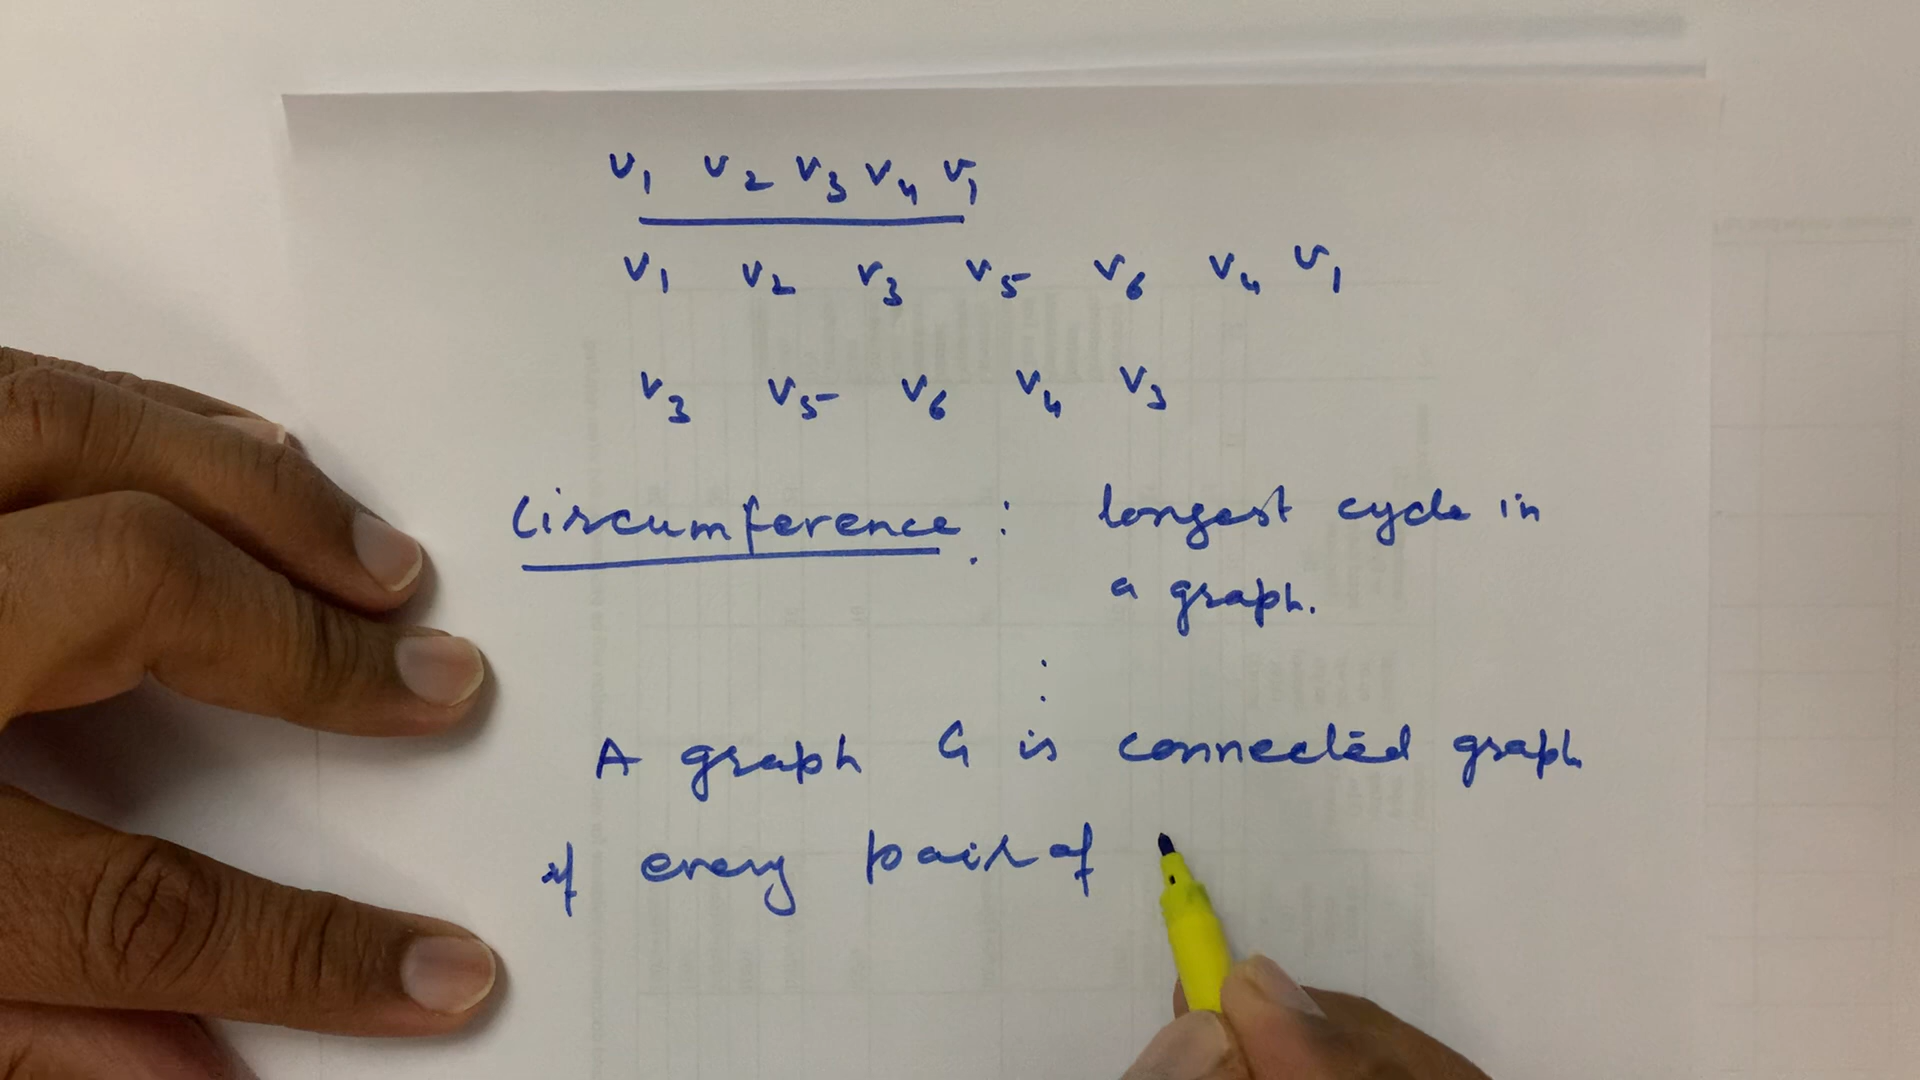 v1 v2 v3 v4 v1
v1 v2 v3 v5 v6 v4 v1
v3 v5 v6 v4 v3
Circumference : longest cycle in
a graph.
A graph G is connected graph
if every pair of